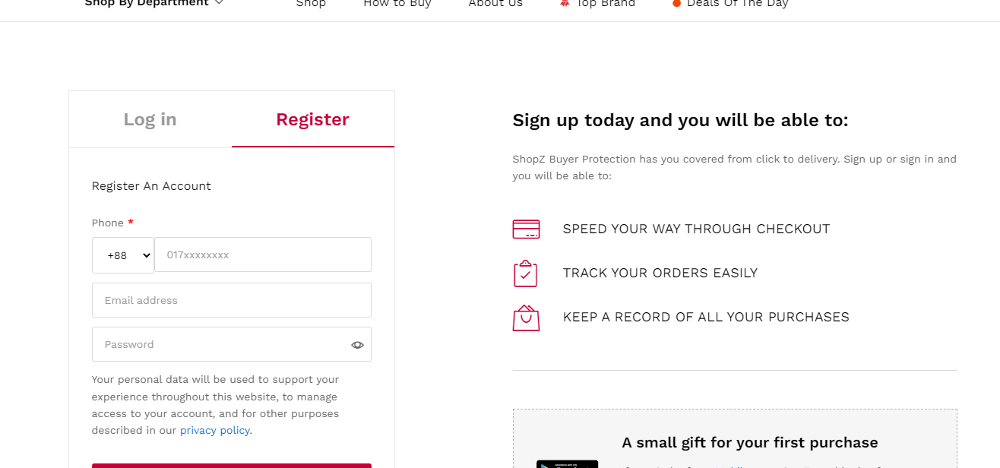 Shop By Department
Shop
How to Buy
About Us
Top Brand
Deals Of The Day
Log in
Register
Register An Account
Phone *
+88
017xxxxxxxx
Email address
Password
Your personal data will be used to support your
experience throughout this website, to manage
access to your account, and for other purposes
described in our privacy policy.
Sign up today and you will be able to:
ShopZ Buyer Protection has you covered from click to delivery. Sign up or sign in and
you will be able to:
SPEED YOUR WAY THROUGH CHECKOUT
TRACK YOUR ORDERS EASILY
KEEP A RECORD OF ALL YOUR PURCHASES
A small gift for your first purchase
ANDROID APP ON